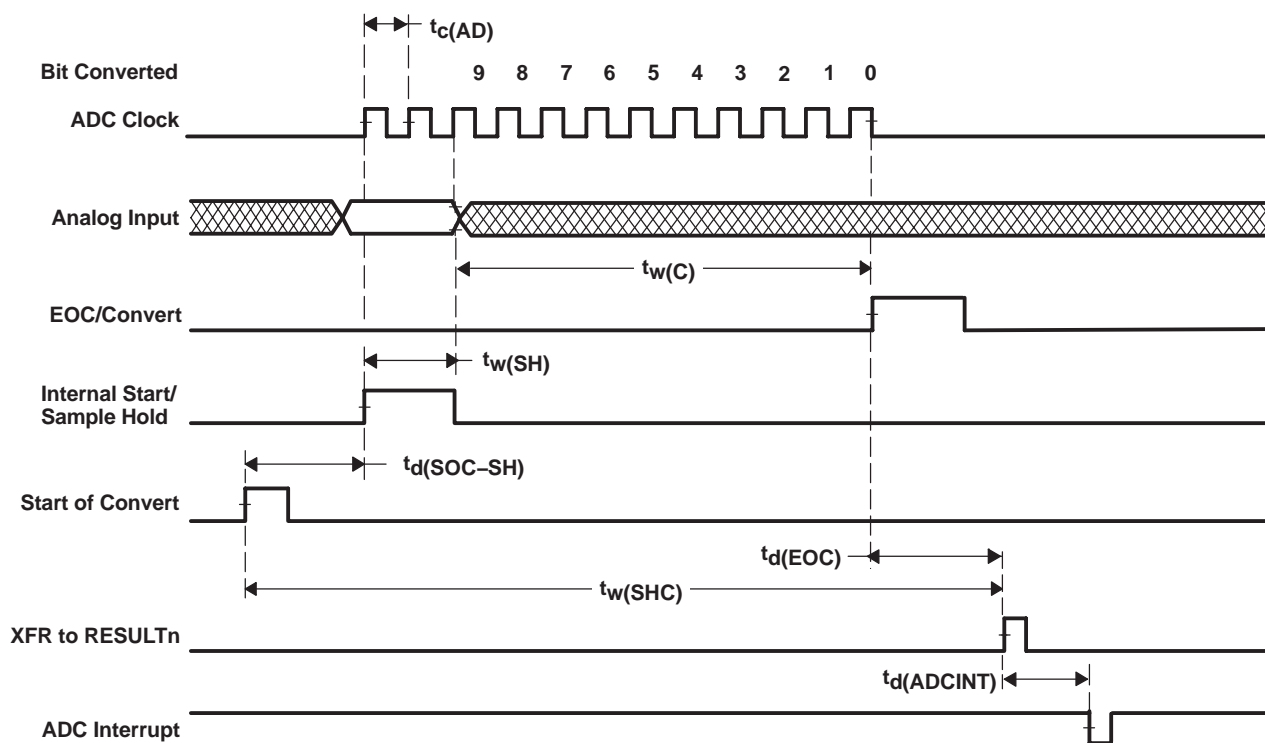 tc(AD)
Bit Converted 9 8 7 6 5 4 3 2 1 0
ADC Clock
Analog Input
tw(C)
EOC/Convert
tw(SH)
Internal Start/
Sample Hold
td(SOC–SH)
Start of Convert
td(EOC)
tw(SHC)
XFR to RESULTn
td(ADCINT)
ADC Interrupt